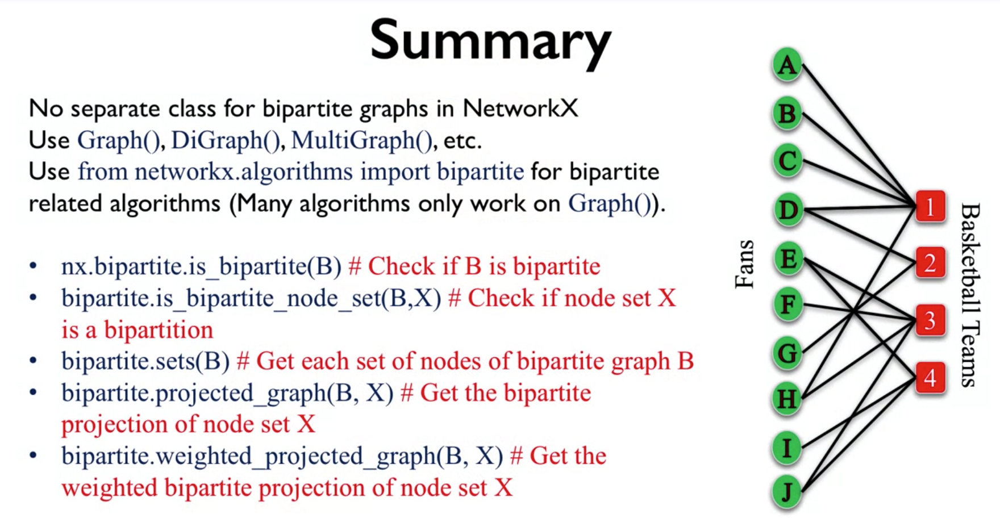 Summary
No separate class for bipartite graphs in NetworkX
Use Graph(), DiGraph(), MultiGraph(), etc.
Use from networkx.algorithms import bipartite for bipartite
related algorithms (Many algorithms only work on Graph()).
• nx.bipartite.is_bipartite(B) # Check if B is bipartite
• bipartite.is_bipartite_node_set(B,X) # Check if node set X
is a bipartition
• bipartite.sets(B) # Get each set of nodes of bipartite graph B
• bipartite.projected_graph(B, X) # Get the bipartite
projection of node set X
• bipartite.weighted_projected_graph(B, X) # Get the
weighted bipartite projection of node set X
Fans
A
B
C
D
E
F
G
H
I
J
1
2
3
4
Basketball Teams